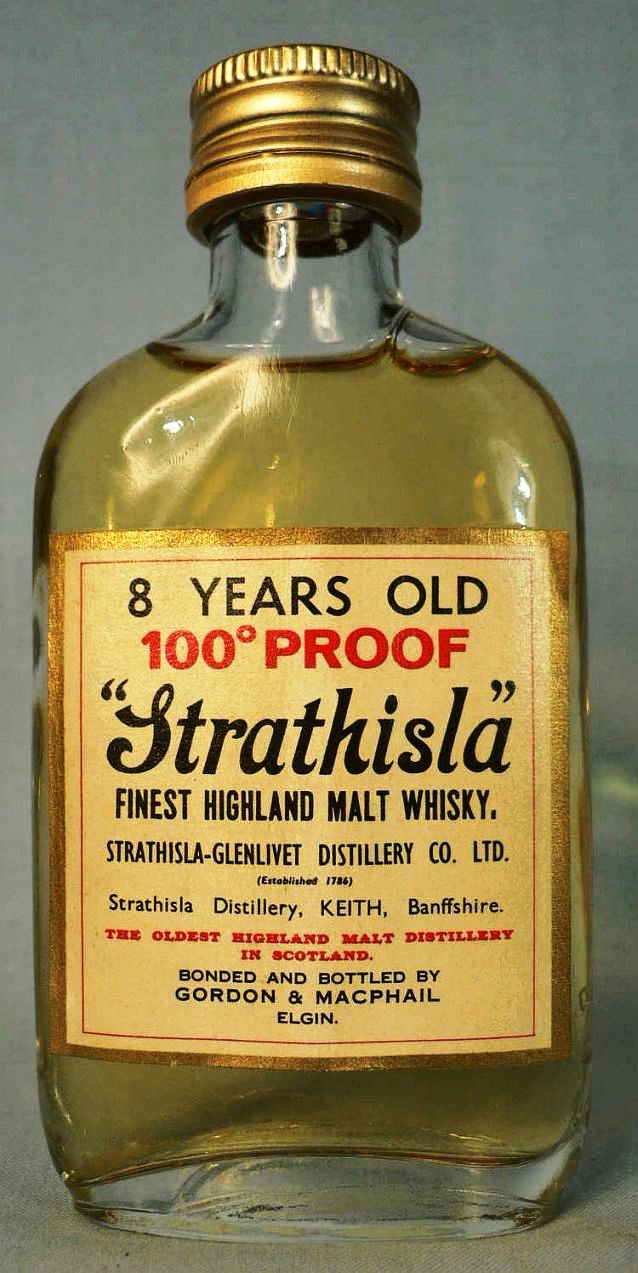 8 YEARS OLD
100° PROOF
"Strathisla"
FINEST HIGHLAND MALT WHISKY.
STRATHISLA-GLENLIVET DISTILLERY CO. LTD.
(Established 1786)
Strathisla Distillery, KEITH, Banffshire.
THE OLDEST HIGHLAND MALT DISTILLERY
IN SCOTLAND.
BONDED AND BOTTLED BY
GORDON & MACPHAIL
ELGIN.